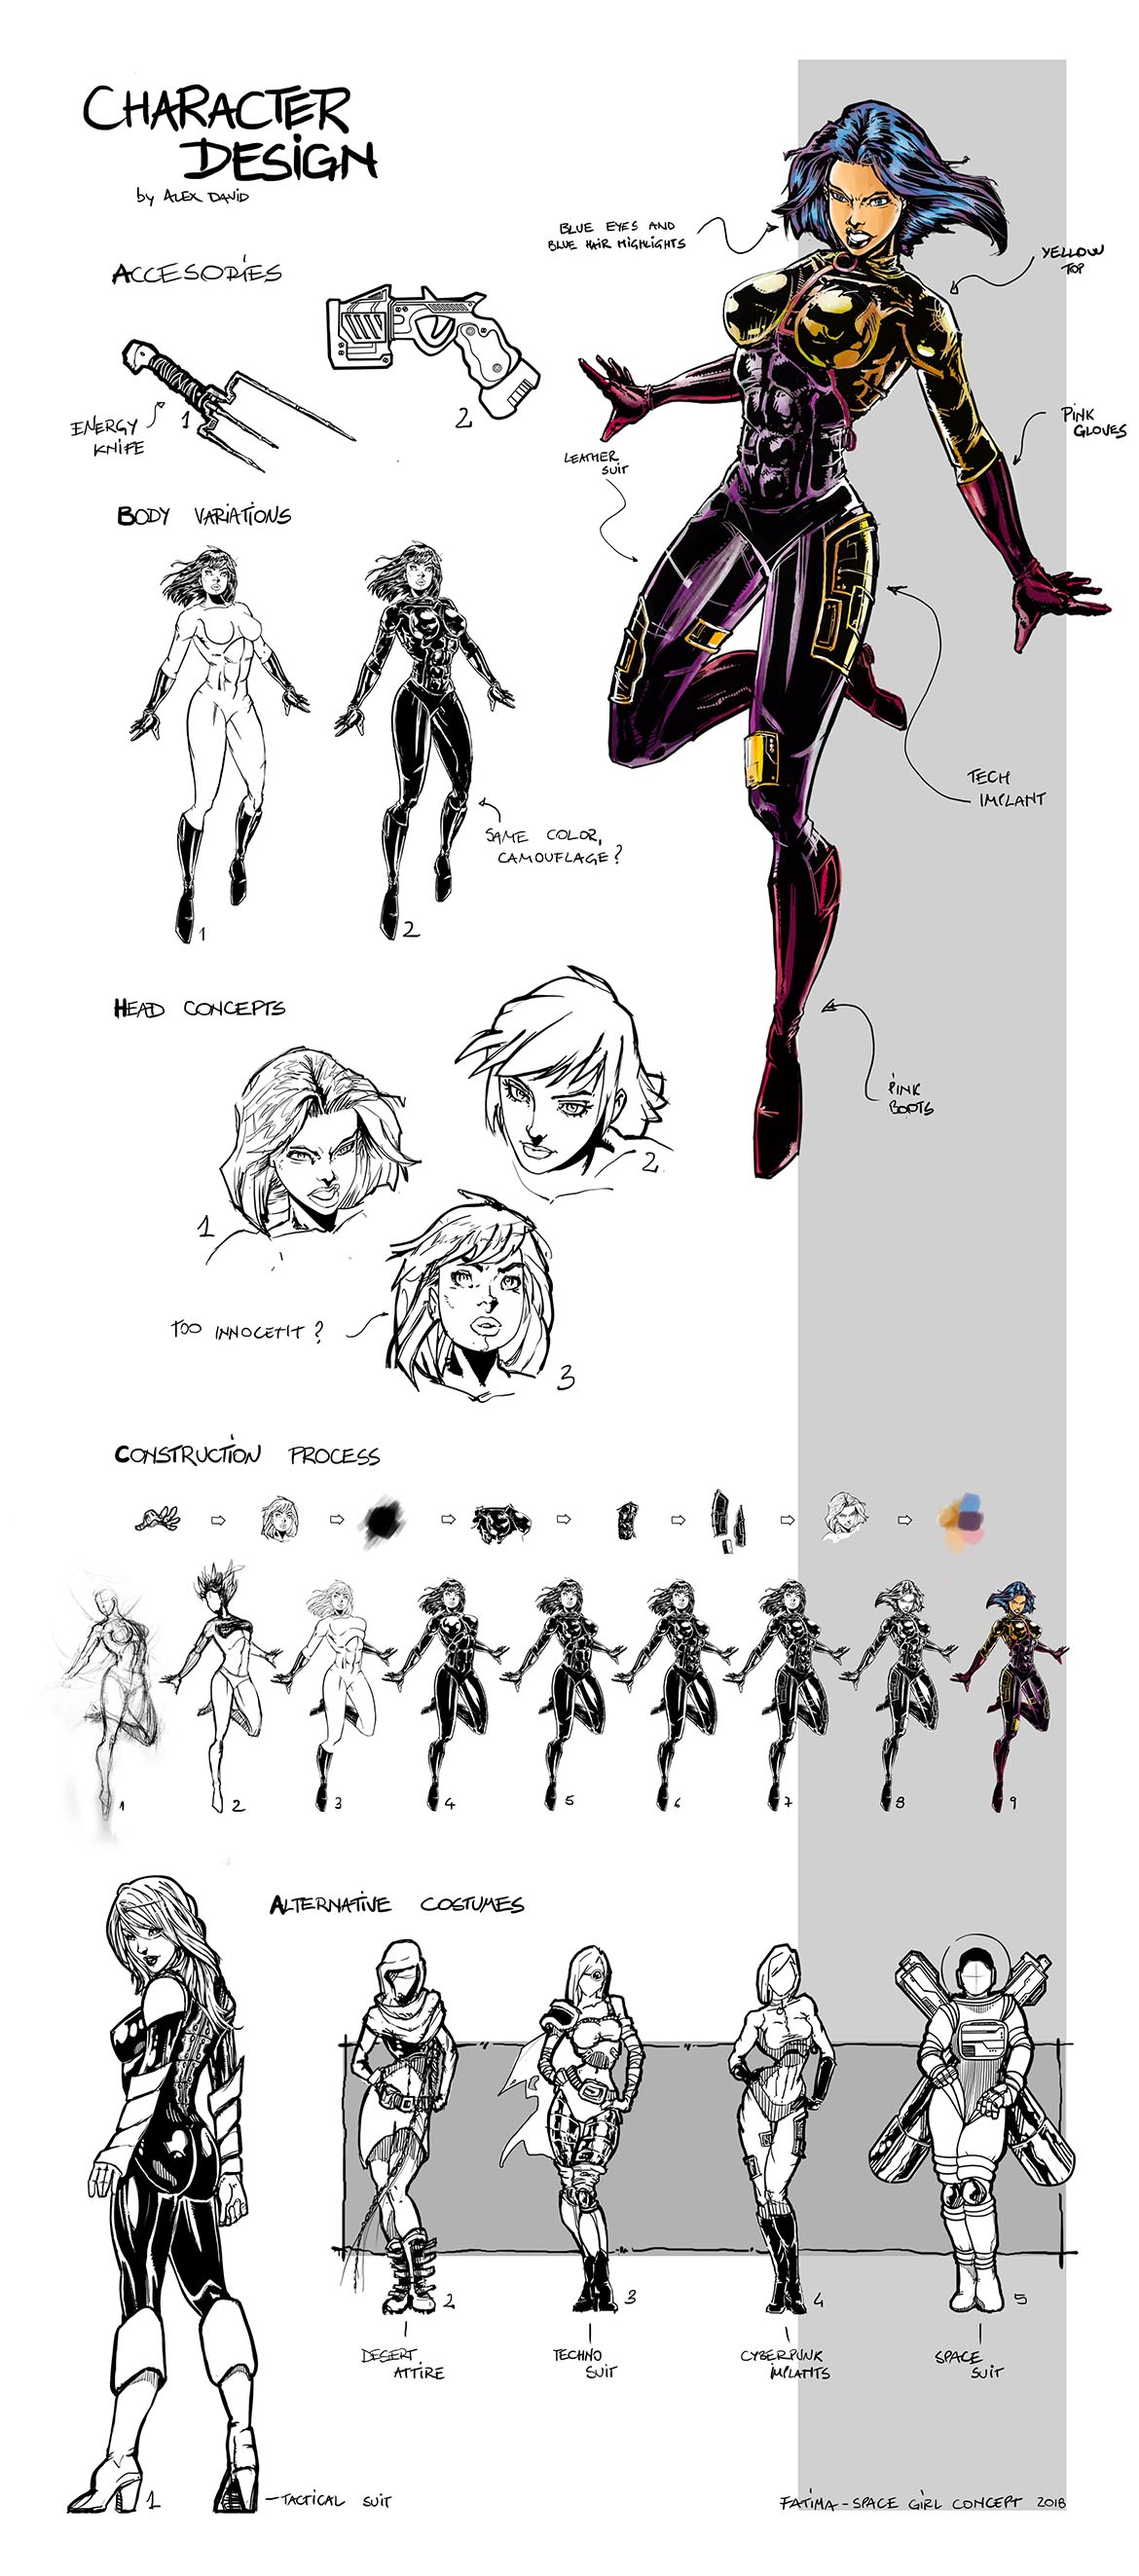 CHARACTER
DESIGN
by ALEX DAVID
ACCESORIES
ENERGY
KNIFE
1
2
BLUE EYES AND
BLUE HAIR HIGHLIGHTS
YELLOW
TOP
PINK
GLOVES
LEATHER
SUIT
TECH
IMPLANT
PINK
BOOTS
BODY VARIATIONS
1
2
SAME COLOR,
CAMOUFLAGE?
HEAD CONCEPTS
1
2
TOO INNOCETIT?
3
CONSTRUCTION PROCESS
1 2 3 4 5 6 7 8 9
ALTERNATIVE COSTUMES
2 3 4 5
DESERT
ATTIRE
TECHNO
SUIT
CYBERPUNK
IMPLANTS
SPACE
SUIT
1 - TACTICAL SUIT
FATIMA - SPACE GIRL CONCEPT 2018